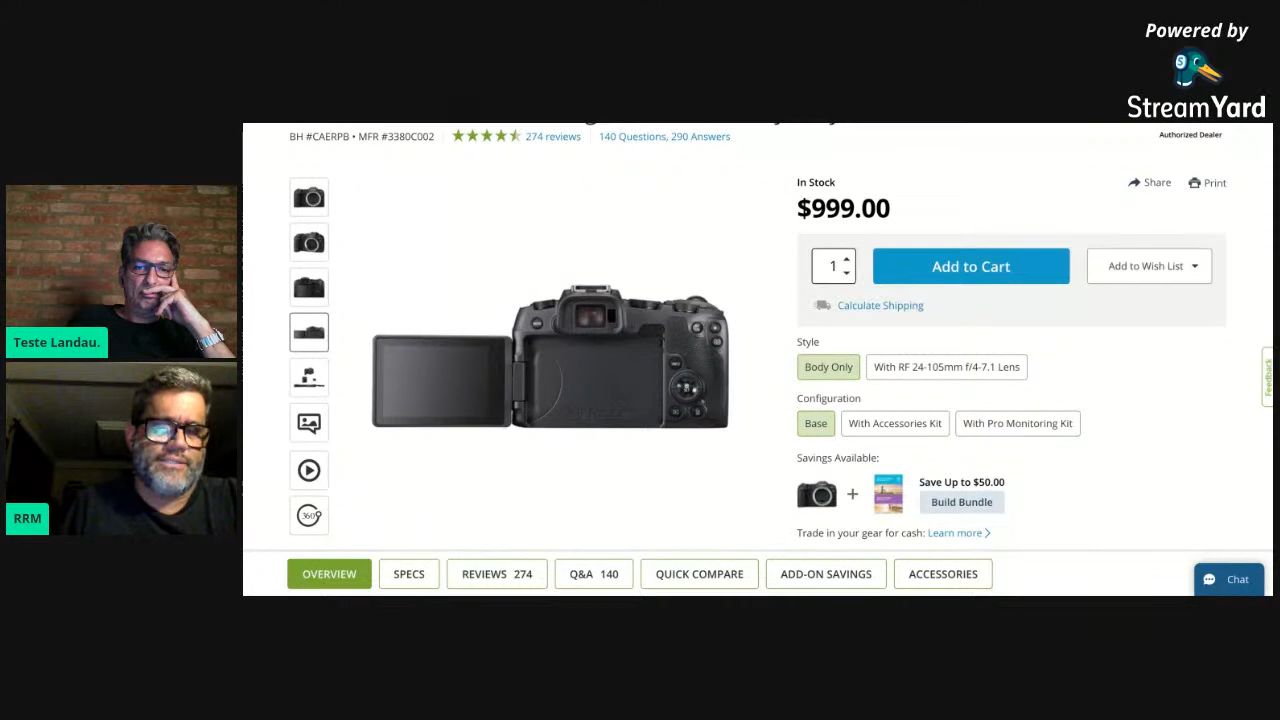 Powered by
StreamYard
BH #CAERPB • MFR #3380C002 274 reviews 140 Questions, 290 Answers
Authorized Dealer
In Stock
Share Print
$999.00
1 Add to Cart Add to Wish List
Calculate Shipping
Style
Body Only With RF 24-105mm f/4-7.1 Lens
Configuration
Base With Accessories Kit With Pro Monitoring Kit
Savings Available:
+ Save Up to $50.00
Build Bundle
Trade in your gear for cash: Learn more
Feedback
360
OVERVIEW SPECS REVIEWS 274 Q&A 140 QUICK COMPARE ADD-ON SAVINGS ACCESSORIES
Chat
Teste Landau.
RRM